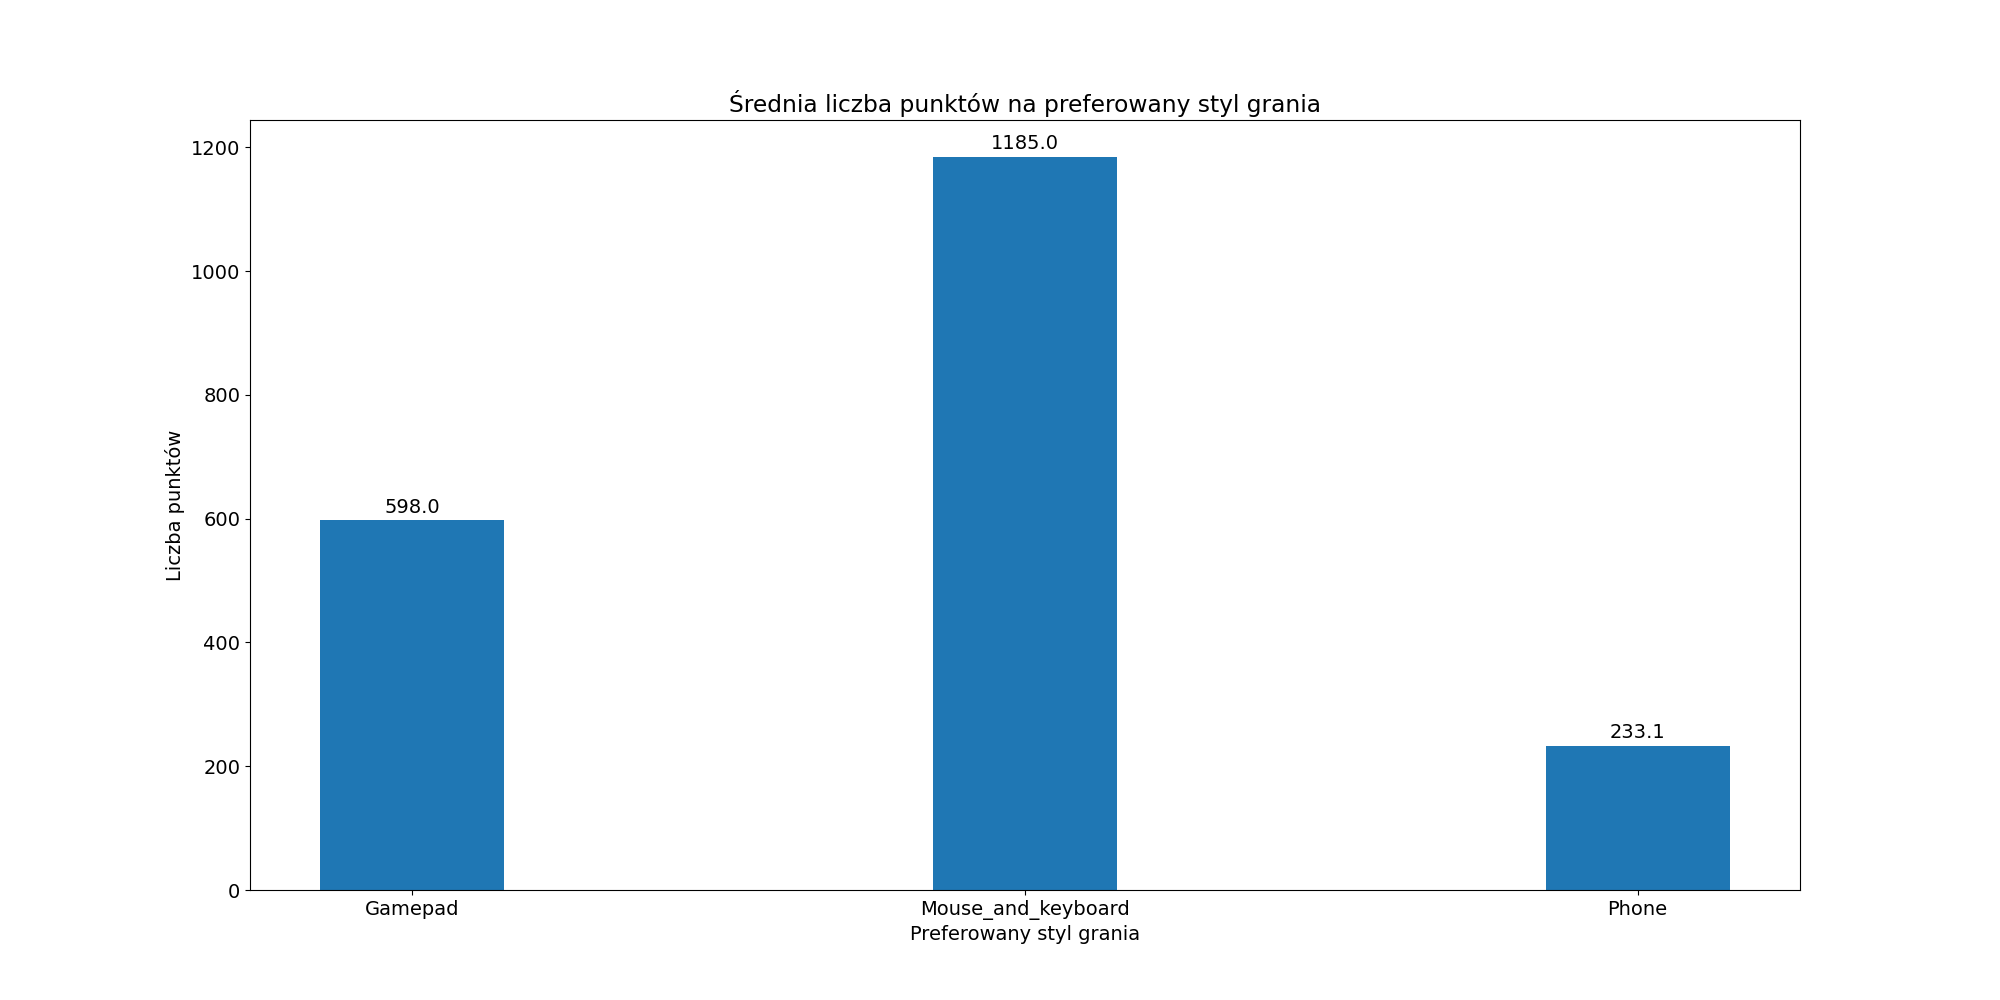 Średnia liczba punktów na preferowany styl grania
1200
1000
800
600
400
200
0
Liczba punktów
598.0
1185.0
233.1
Gamepad
Mouse_and_keyboard
Phone
Preferowany styl grania